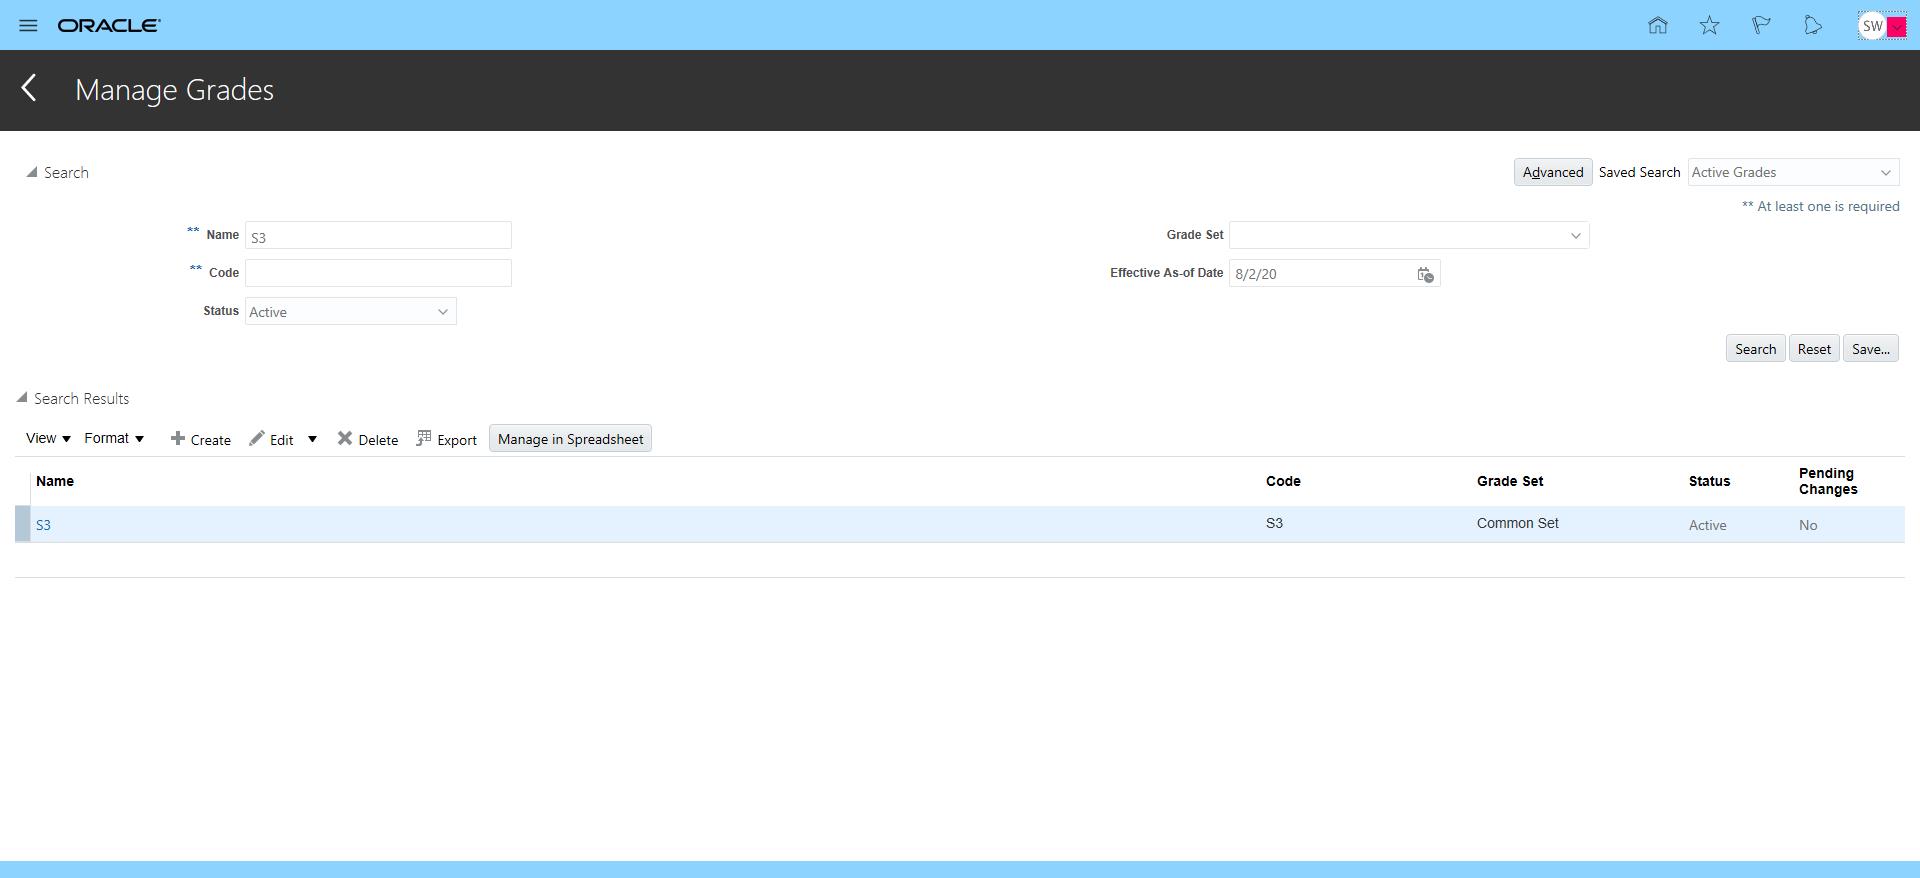 ORACLE
SW
Manage Grades
Search
Advanced Saved Search Active Grades
** At least one is required
** Name S3
Grade Set
** Code
Effective As-of Date 8/2/20
Status Active
Search Reset Save...
Search Results
View Format Create Edit Delete Export Manage in Spreadsheet
Name Code Grade Set Status Pending Changes
S3 S3 Common Set Active No